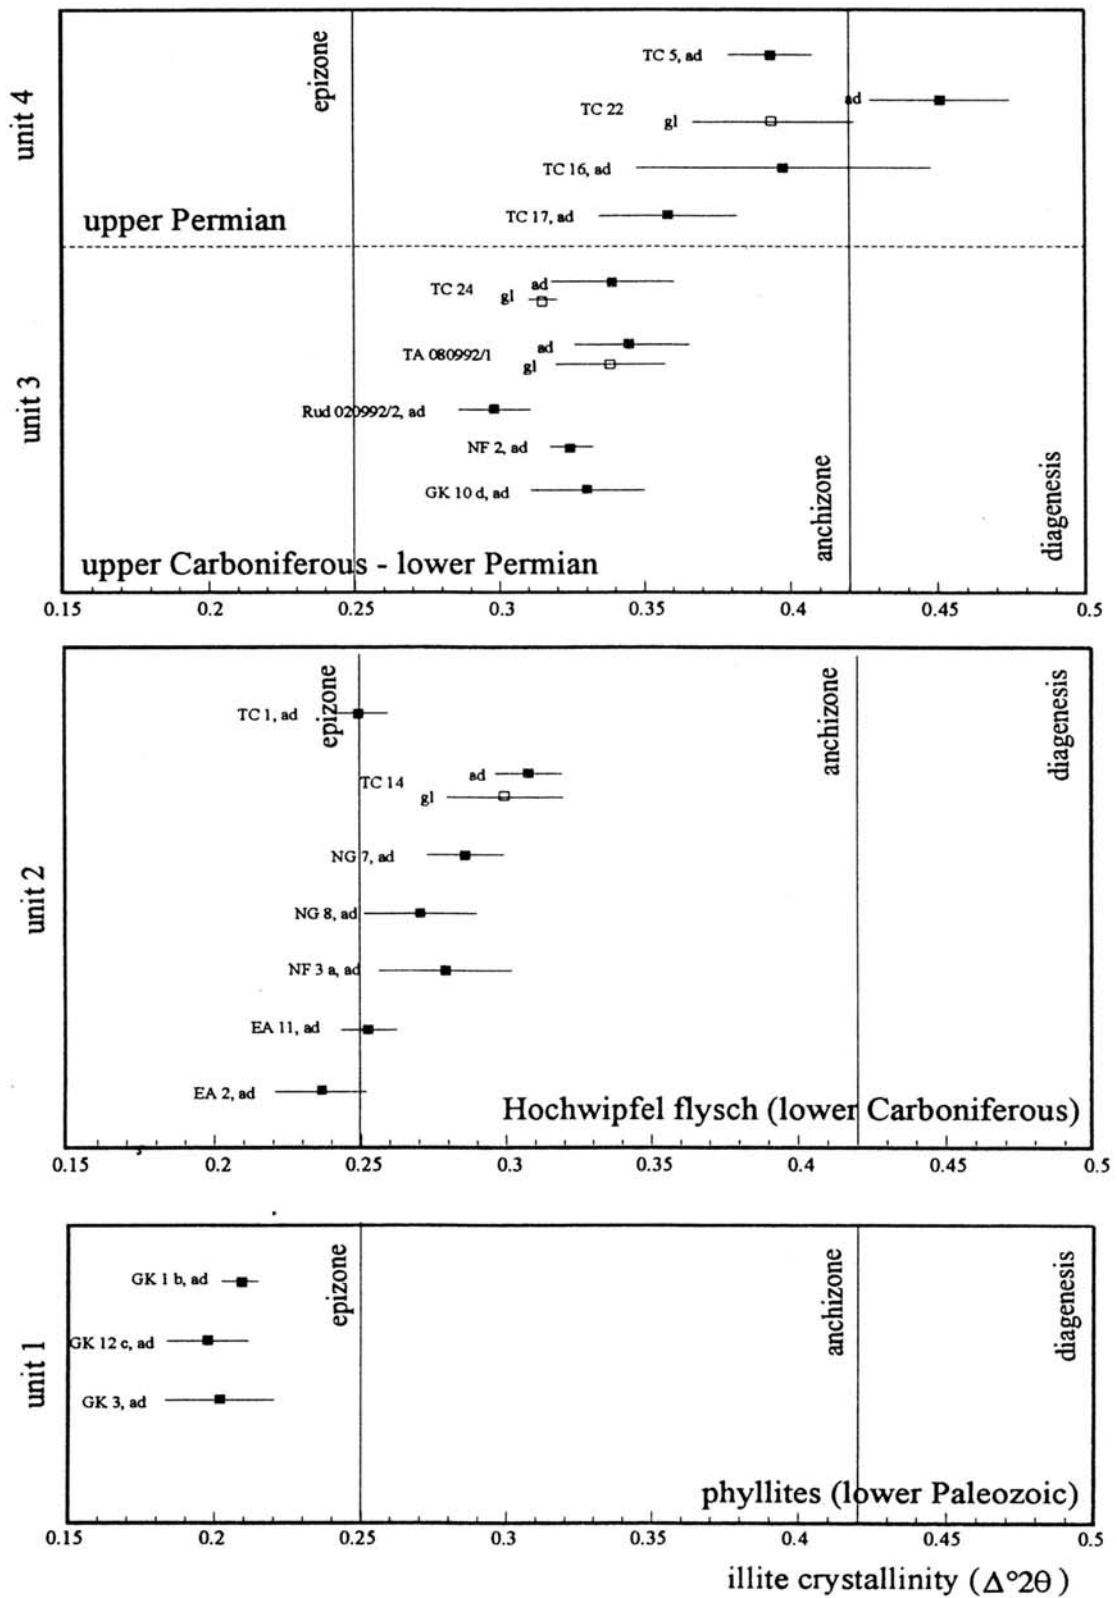 unit 4
epizone
TC 5, ad
ad
TC 22
gl
TC 16, ad
TC 17, ad
upper Permian
unit 3
TC 24
ad
gl
TA 080992/1
ad
gl
Rud 020992/2, ad
NF 2, ad
GK 10 d, ad
anchizone
diagenesis
upper Carboniferous - lower Permian
0.15 0.2 0.25 0.3 0.35 0.4 0.45 0.5
unit 2
epizone
anchizone
diagenesis
TC 1, ad
TC 14
ad
gl
NG 7, ad
NG 8, ad
NF 3 a, ad
EA 11, ad
EA 2, ad
Hochwipfel flysch (lower Carboniferous)
0.15 0.2 0.25 0.3 0.35 0.4 0.45 0.5
unit 1
epizone
anchizone
diagenesis
GK 1 b, ad
GK 12 c, ad
GK 3, ad
phyllites (lower Paleozoic)
0.15 0.2 0.25 0.3 0.35 0.4 0.45 0.5
illite crystallinity (Δ°2θ)